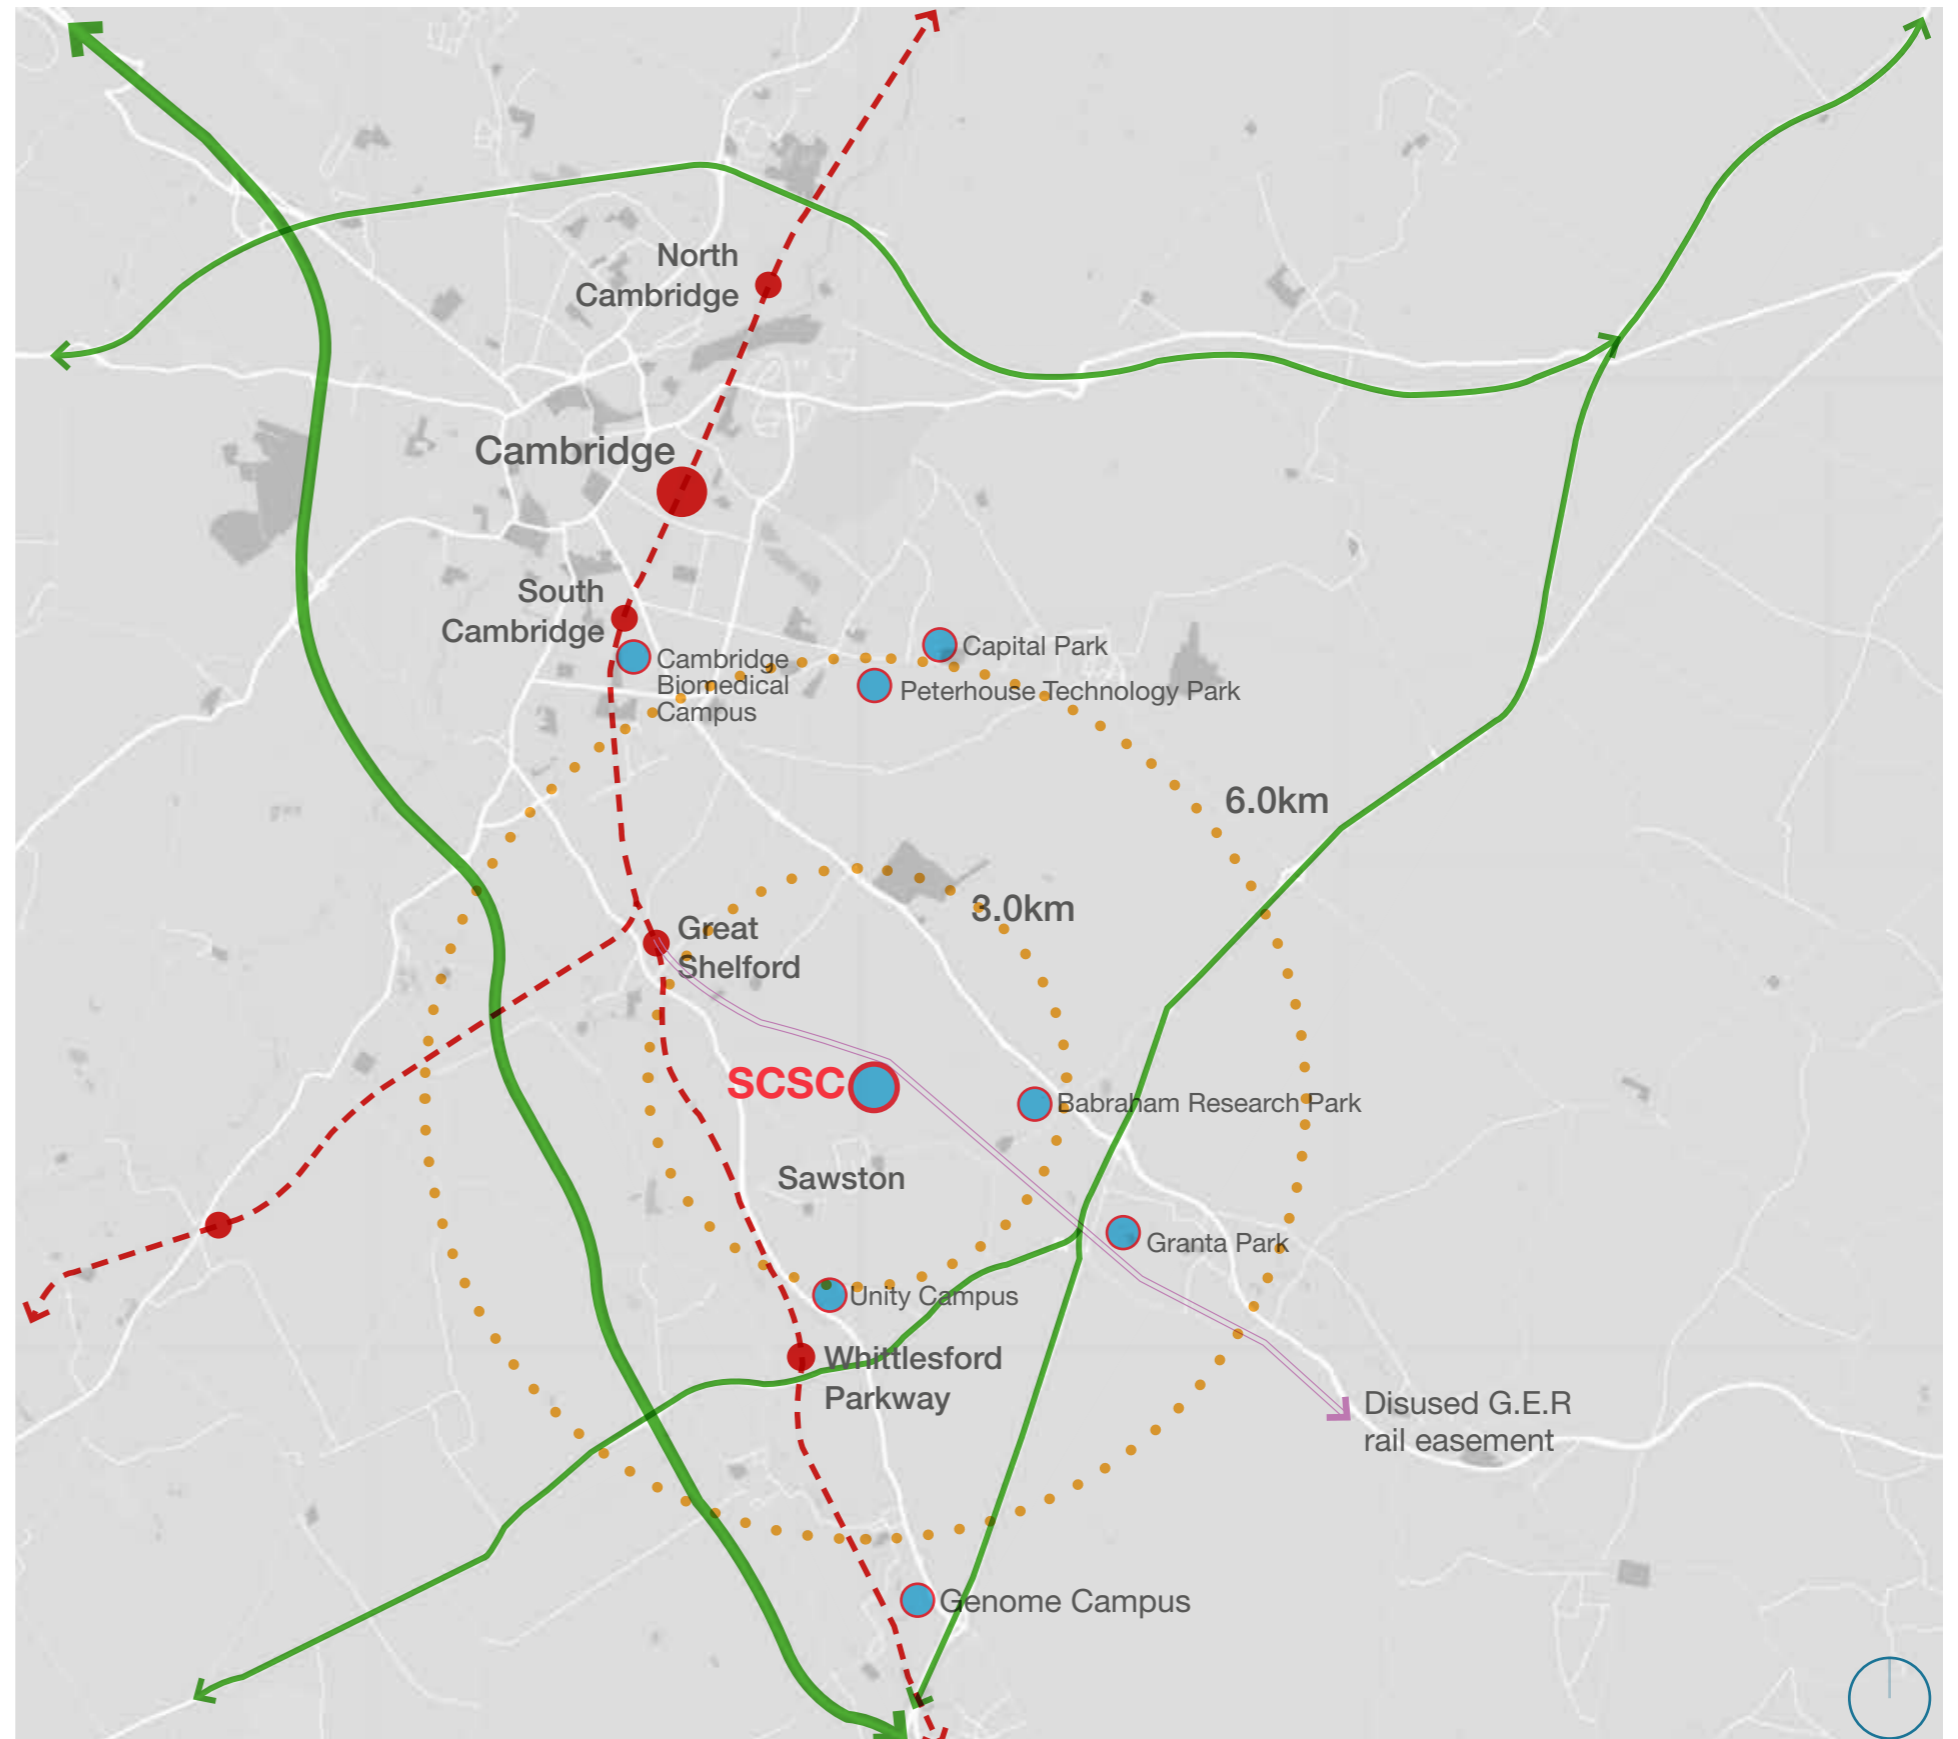 North
Cambridge
Cambridge
South
Cambridge
Cambridge
Biomedical
Campus
Capital Park
Peterhouse Technology Park
6.0km
3.0km
Great
Shelford
SCSC
Babraham Research Park
Sawston
Granta Park
Unity Campus
Whittlesford
Parkway
Disused G.E.R
rail easement
Genome Campus